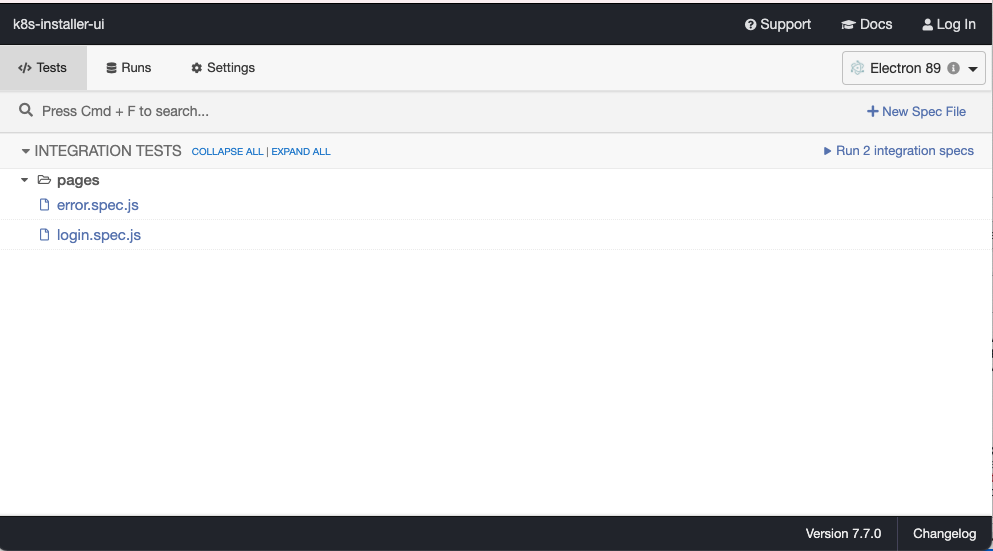 k8s-installer-ui Support Docs Log In
Tests Runs Settings Electron 89
Press Cmd + F to search... New Spec File
INTEGRATION TESTS COLLAPSE ALL | EXPAND ALL Run 2 integration specs
pages
error.spec.js
login.spec.js
Version 7.7.0 Changelog